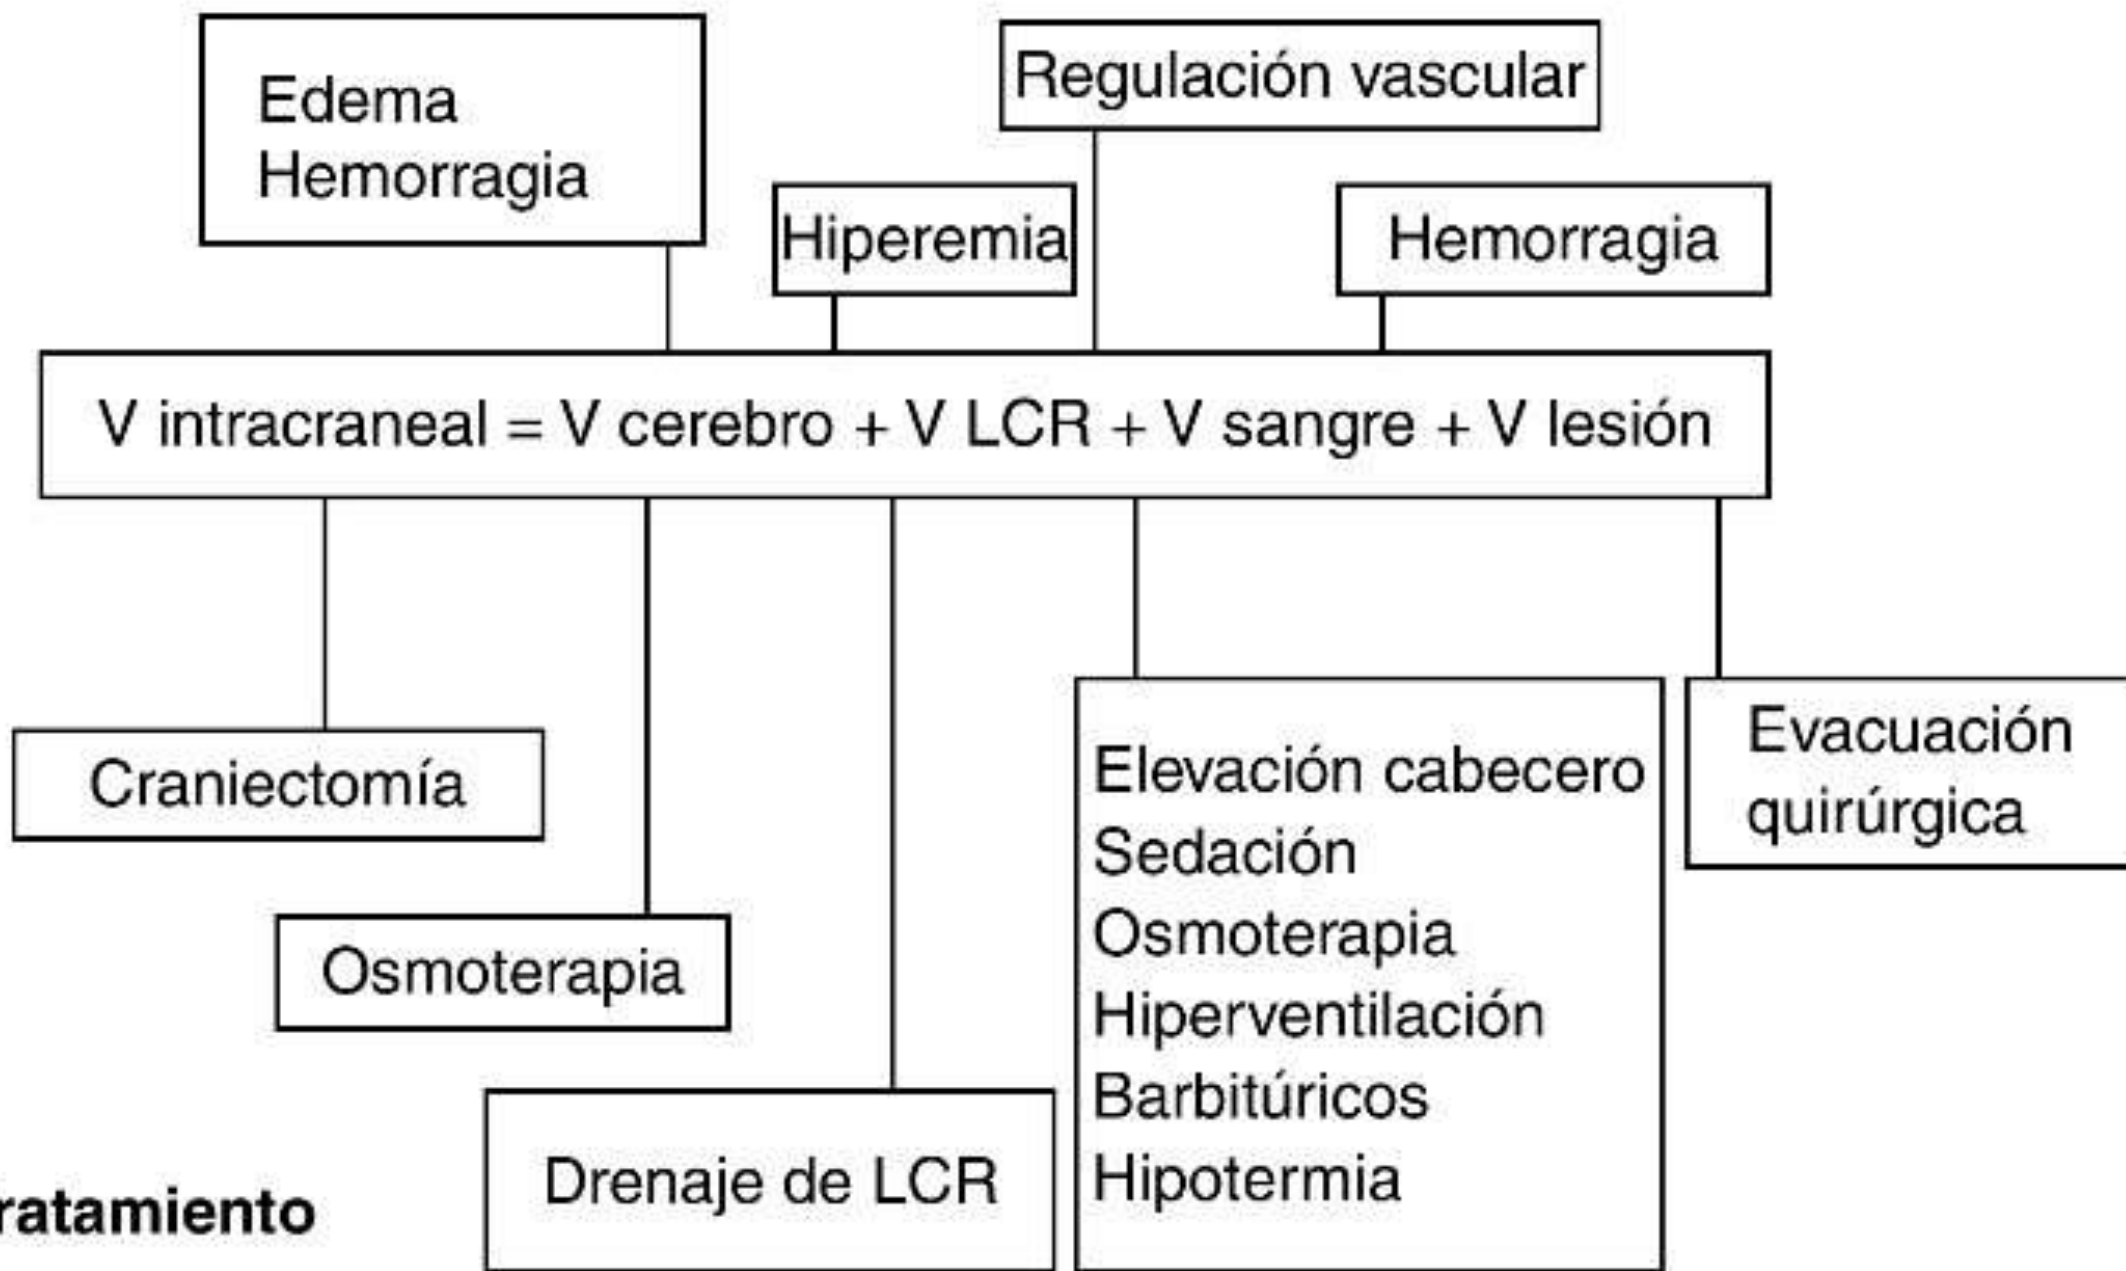 Edema
Hemorragia
Regulación vascular
Hiperemia
Hemorragia
V intracraneal = V cerebro + V LCR + V sangre + V lesión
Craniectomía
Osmoterapia
Drenaje de LCR
Elevación cabecero
Sedación
Osmoterapia
Hiperventilación
Barbitúricos
Hipotermia
Evacuación
quirúrgica
ratamiento